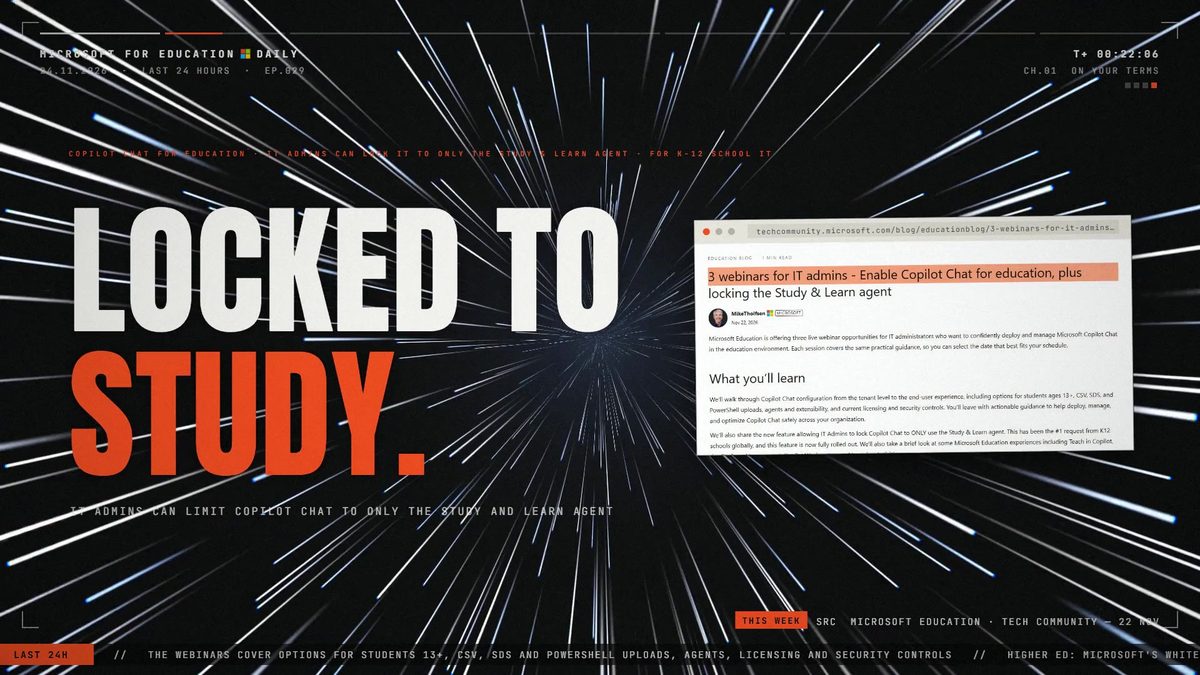 MICROSOFT FOR EDUCATION DAILY
24.11.2026 · LAST 24 HOURS · EP.029
T+ 00:22:06
CH.01 ON YOUR TERMS
COPILOT CHAT FOR EDUCATION · IT ADMINS CAN LOCK IT TO ONLY THE STUDY & LEARN AGENT · FOR K-12 SCHOOL IT
LOCKED TO
STUDY.
IT ADMINS CAN LIMIT COPILOT CHAT TO ONLY THE STUDY AND LEARN AGENT
techcommunity.microsoft.com/blog/educationblog/3-webinars-for-it-admins…
EDUCATION BLOG 1 MIN READ
3 webinars for IT admins - Enable Copilot Chat for education, plus
locking the Study & Learn agent
MikeTholfsen MICROSOFT
Nov 22, 2026
Microsoft Education is offering three live webinar opportunities for IT administrators who want to confidently deploy and manage Microsoft Copilot Chat
in the education environment. Each session covers the same practical guidance, so you can select the date that best fits your schedule.
What you'll learn
We'll walk through Copilot Chat configuration from the tenant level to the end-user experience, including options for students ages 13+, CSV, SDS, and
PowerShell uploads, agents and extensibility, and current licensing and security controls. You'll leave with actionable guidance to help deploy, manage,
and optimize Copilot Chat safely across your organization.
We'll also share the new feature allowing IT Admins to lock Copilot Chat to ONLY use the Study & Learn agent. This has been the #1 request from K12
schools globally, and this feature is now fully rolled out. We'll also take a brief look at some Microsoft Education experiences including Teach in Copilot,
THIS WEEK SRC MICROSOFT EDUCATION · TECH COMMUNITY — 22 NOV
LAST 24H // THE WEBINARS COVER OPTIONS FOR STUDENTS 13+, CSV, SDS AND POWERSHELL UPLOADS, AGENTS, LICENSING AND SECURITY CONTROLS // HIGHER ED: MICROSOFT'S WHITE